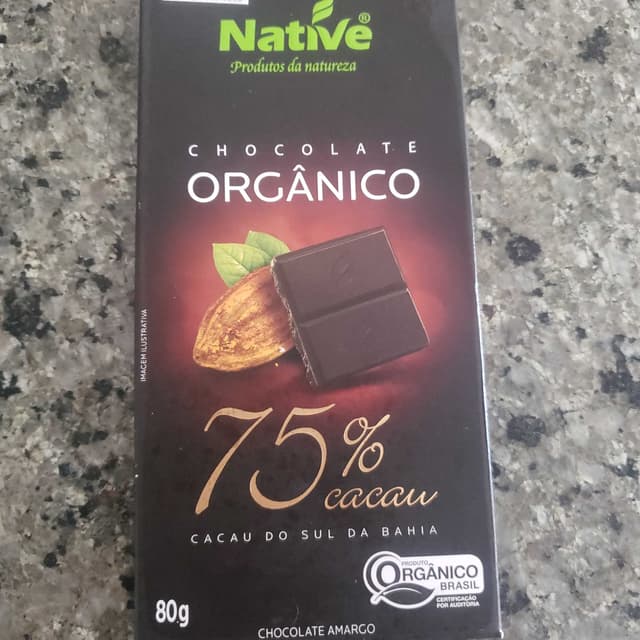 Native®
Produtos da natureza
CHOCOLATE
ORGÂNICO
IMAGEM ILUSTRATIVA
75% cacau
CACAU DO SUL DA BAHIA
PRODUTO
ORGÂNICO
BRASIL
CERTIFICAÇÃO
POR AUDITORIA
80g
CHOCOLATE AMARGO